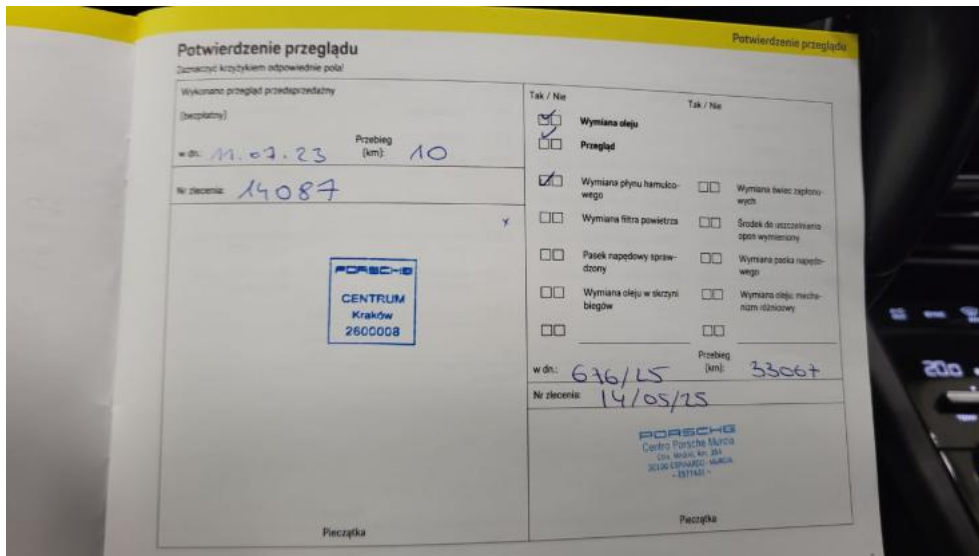 Potwierdzenie przeglądu
Potwierdzenie przeglądu
Zaznaczyć krzyżykiem odpowiednie pola!
Wykonano przegląd przedsprzedażny
(bezpłatny)
w dn.: 11.07.23
Przebieg
(km): 10
Nr zlecenia: 14087
PORSCHE
CENTRUM
Kraków
2600008
Pieczątka
Tak / Nie
Tak / Nie
Wymiana oleju
Przegląd
Wymiana płynu hamulco-
wego
Wymiana świec zapłono-
wych
Wymiana filtra powietrza
Środek do uszczelniania
opon wymieniony
Pasek napędowy spraw-
dzony
Wymiana paska napędo-
wego
Wymiana oleju w skrzyni
biegów
Wymiana oleju: mecha-
nizm różnicowy
w dn.: 676/25
Przebieg
(km): 33067
Nr zlecenia: 14/05/25
PORSCHE
Centro Porsche Murcia
30100 ESPINARDO - MURCIA
Pieczątka